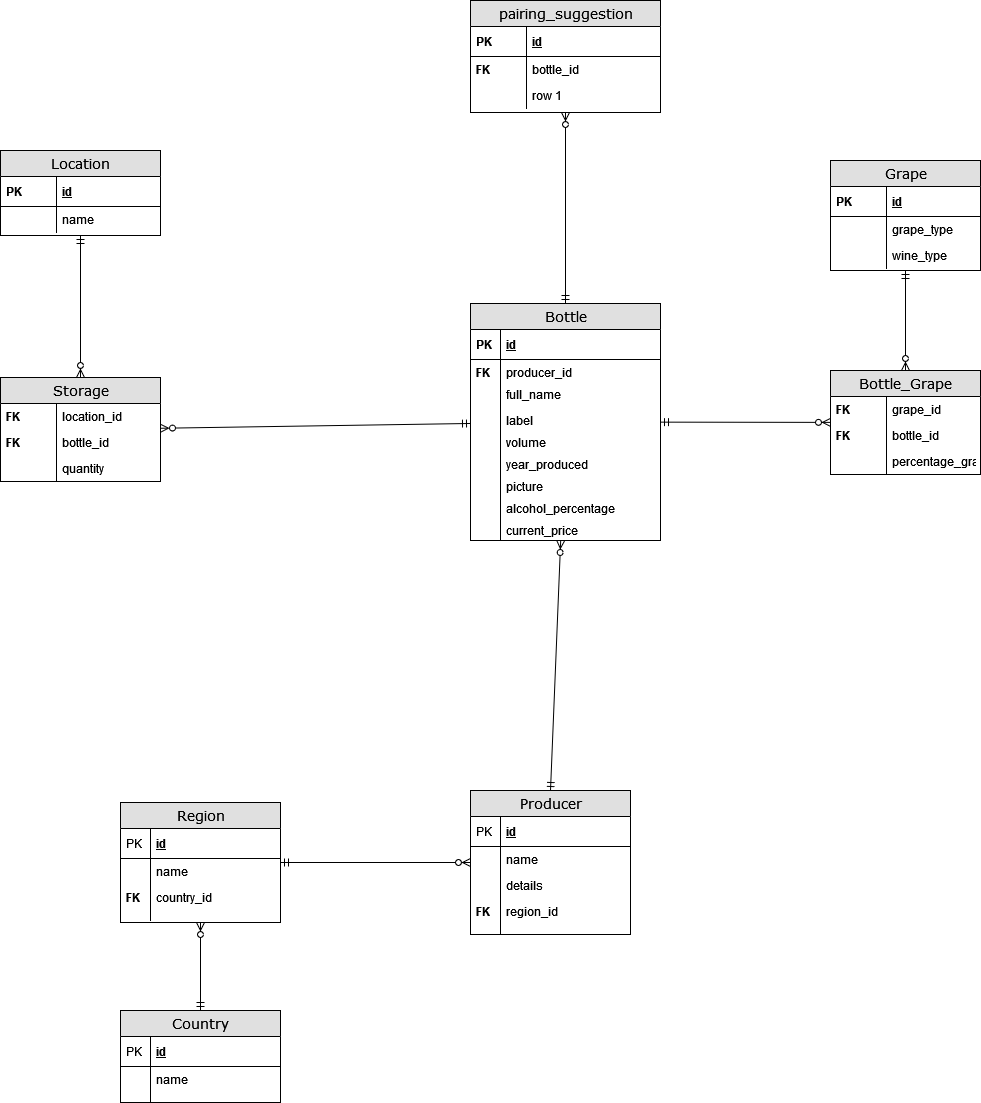 pairing_suggestion
PK id
FK bottle_id
row 1
Location
PK id
name
Grape
PK id
grape_type
wine_type
Bottle
PK id
FK producer_id
full_name
label
volume
year_produced
picture
alcohol_percentage
current_price
Storage
FK location_id
FK bottle_id
quantity
Bottle_Grape
FK grape_id
FK bottle_id
percentage_gra
Producer
PK id
name
details
FK region_id
Region
PK id
name
FK country_id
Country
PK id
name